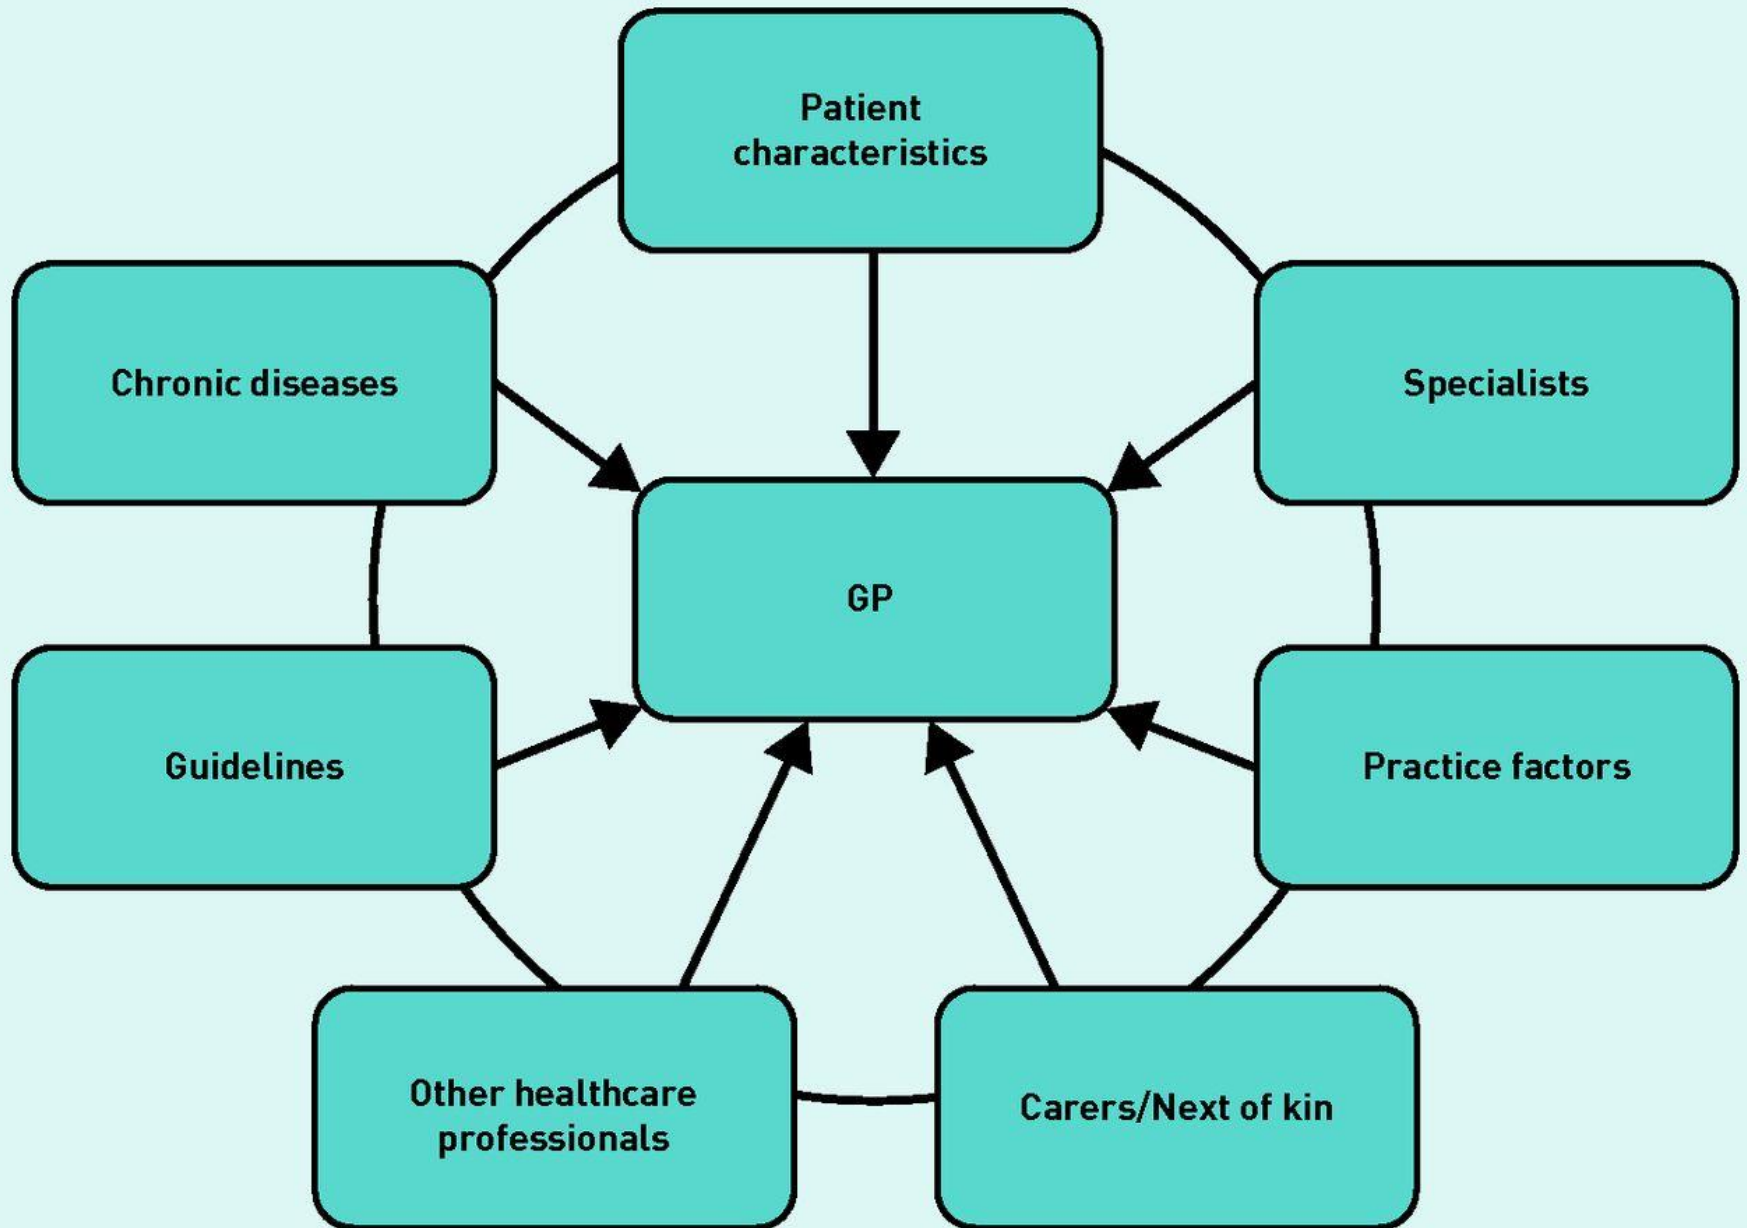 Patient
characteristics
Chronic diseases
Specialists
GP
Guidelines
Practice factors
Other healthcare
professionals
Carers/Next of kin